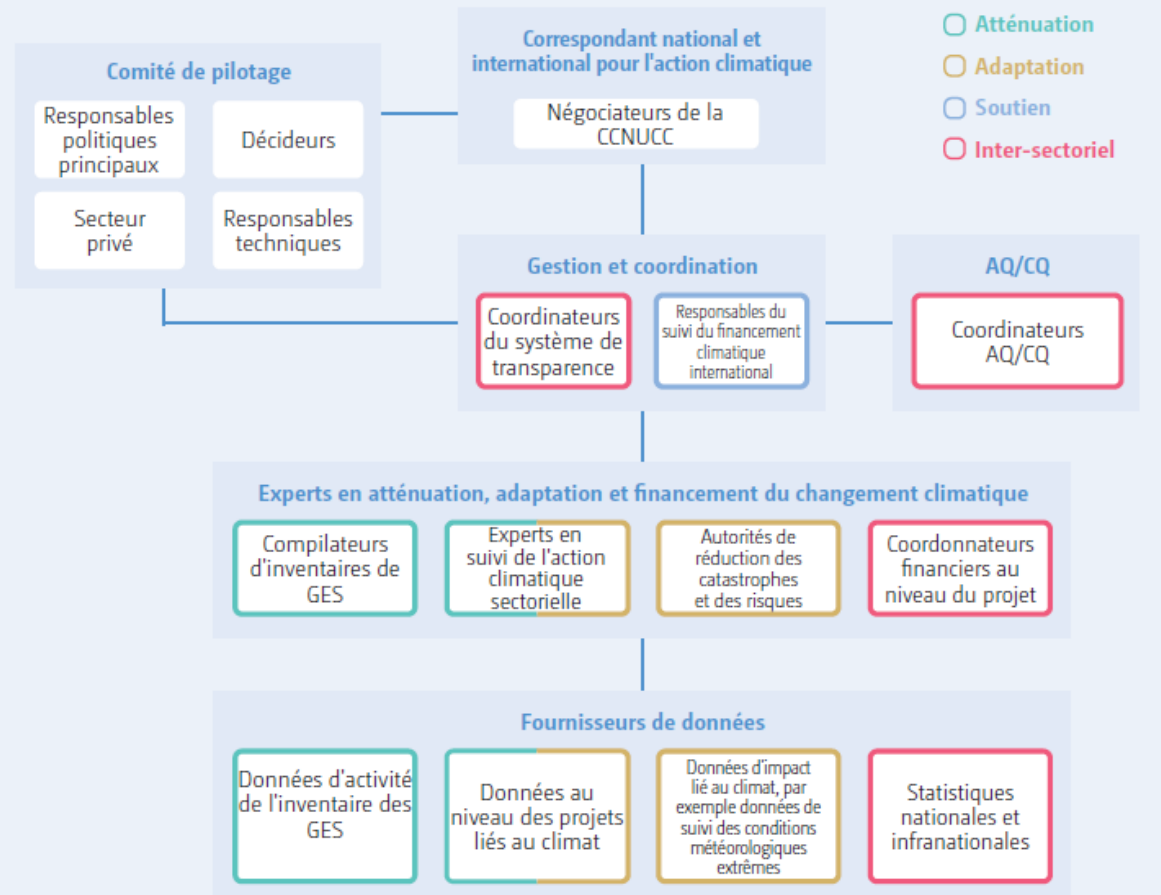 Comité de pilotage
Responsables
politiques
principaux
Décideurs
Secteur
privé
Responsables
techniques
Correspondant national et
international pour l'action climatique
Négociateurs de la
CCNUCC
Atténuation
Adaptation
Soutien
Inter-sectoriel
Gestion et coordination
Coordinateurs
du système de
transparence
Responsables du
suivi du financement
climatique
international
AQ/CQ
Coordinateurs
AQ/CQ
Experts en atténuation, adaptation et financement du changement climatique
Compilateurs
d'inventaires de
GES
Experts en
suivi de l'action
climatique
sectorielle
Autorités de
réduction des
catastrophes
et des risques
Coordonnateurs
financiers au
niveau du projet
Fournisseurs de données
Données d'activité
de l'inventaire des
GES
Données au
niveau des projets
liés au climat
Données d'impact
lié au climat, par
exemple données de
suivi des conditions
météorologiques
extrêmes
Statistiques
nationales et
infranationales